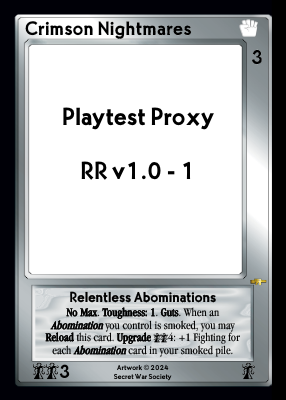 Crimson Nightmares
3
Playtest Proxy
RR v1.0 - 1
Relentless Abominations
No Max. Toughness: 1. Guts. When an
Abomination you control is smoked, you may
Reload this card. Upgrade 4: +1 Fighting for
each Abomination card in your smoked pile.
3
Artwork © 2024
Secret War Society